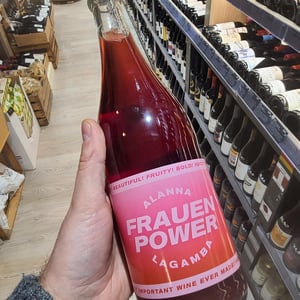 BEAUTIFUL! FRUITY! BOLD!
ALANNA
FRAUEN
POWER
LAGAMBA
IMPORTANT WINE EVER MADE